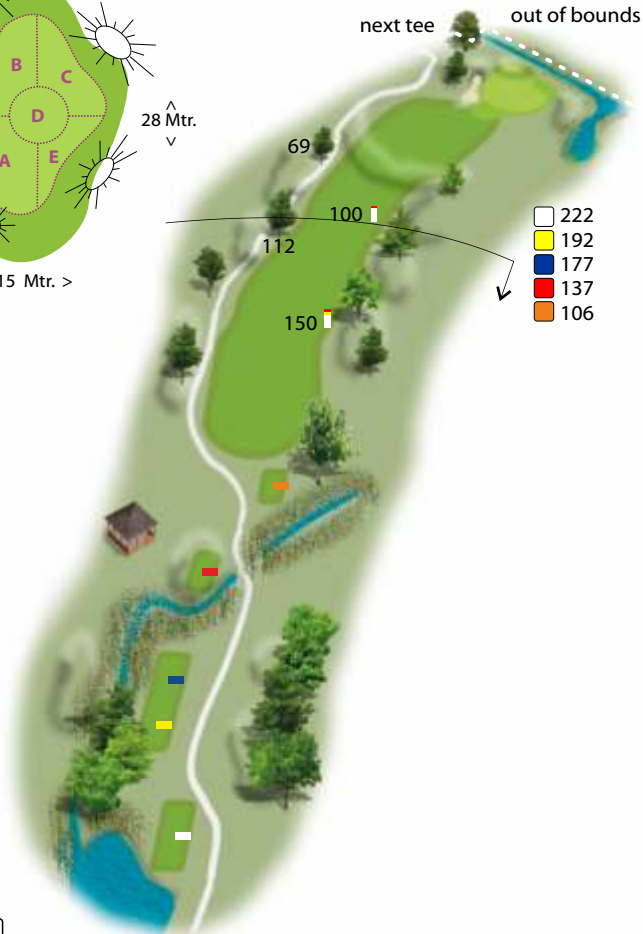 next tee
out of bounds
B
C
D
A
E
28 Mtr.
15 Mtr. >
69
100
112
150
222
192
177
137
106